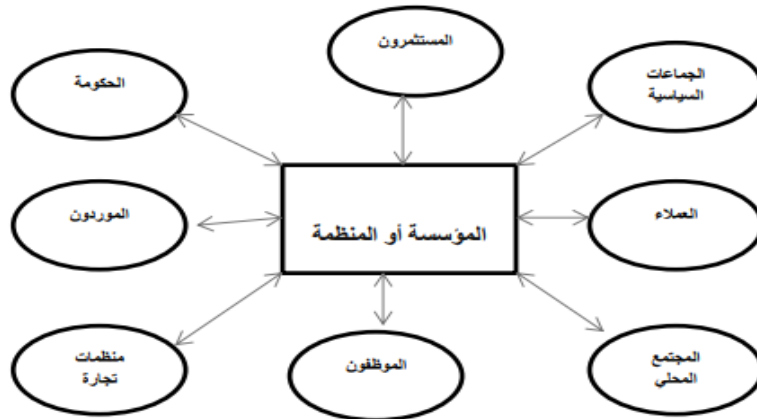 المستثمرون
الجماعات
السياسية
الحكومة
العملاء
الموردون
المؤسسة أو المنظمة
المجتمع
المحلي
الموظفون
منظمات
تجارة